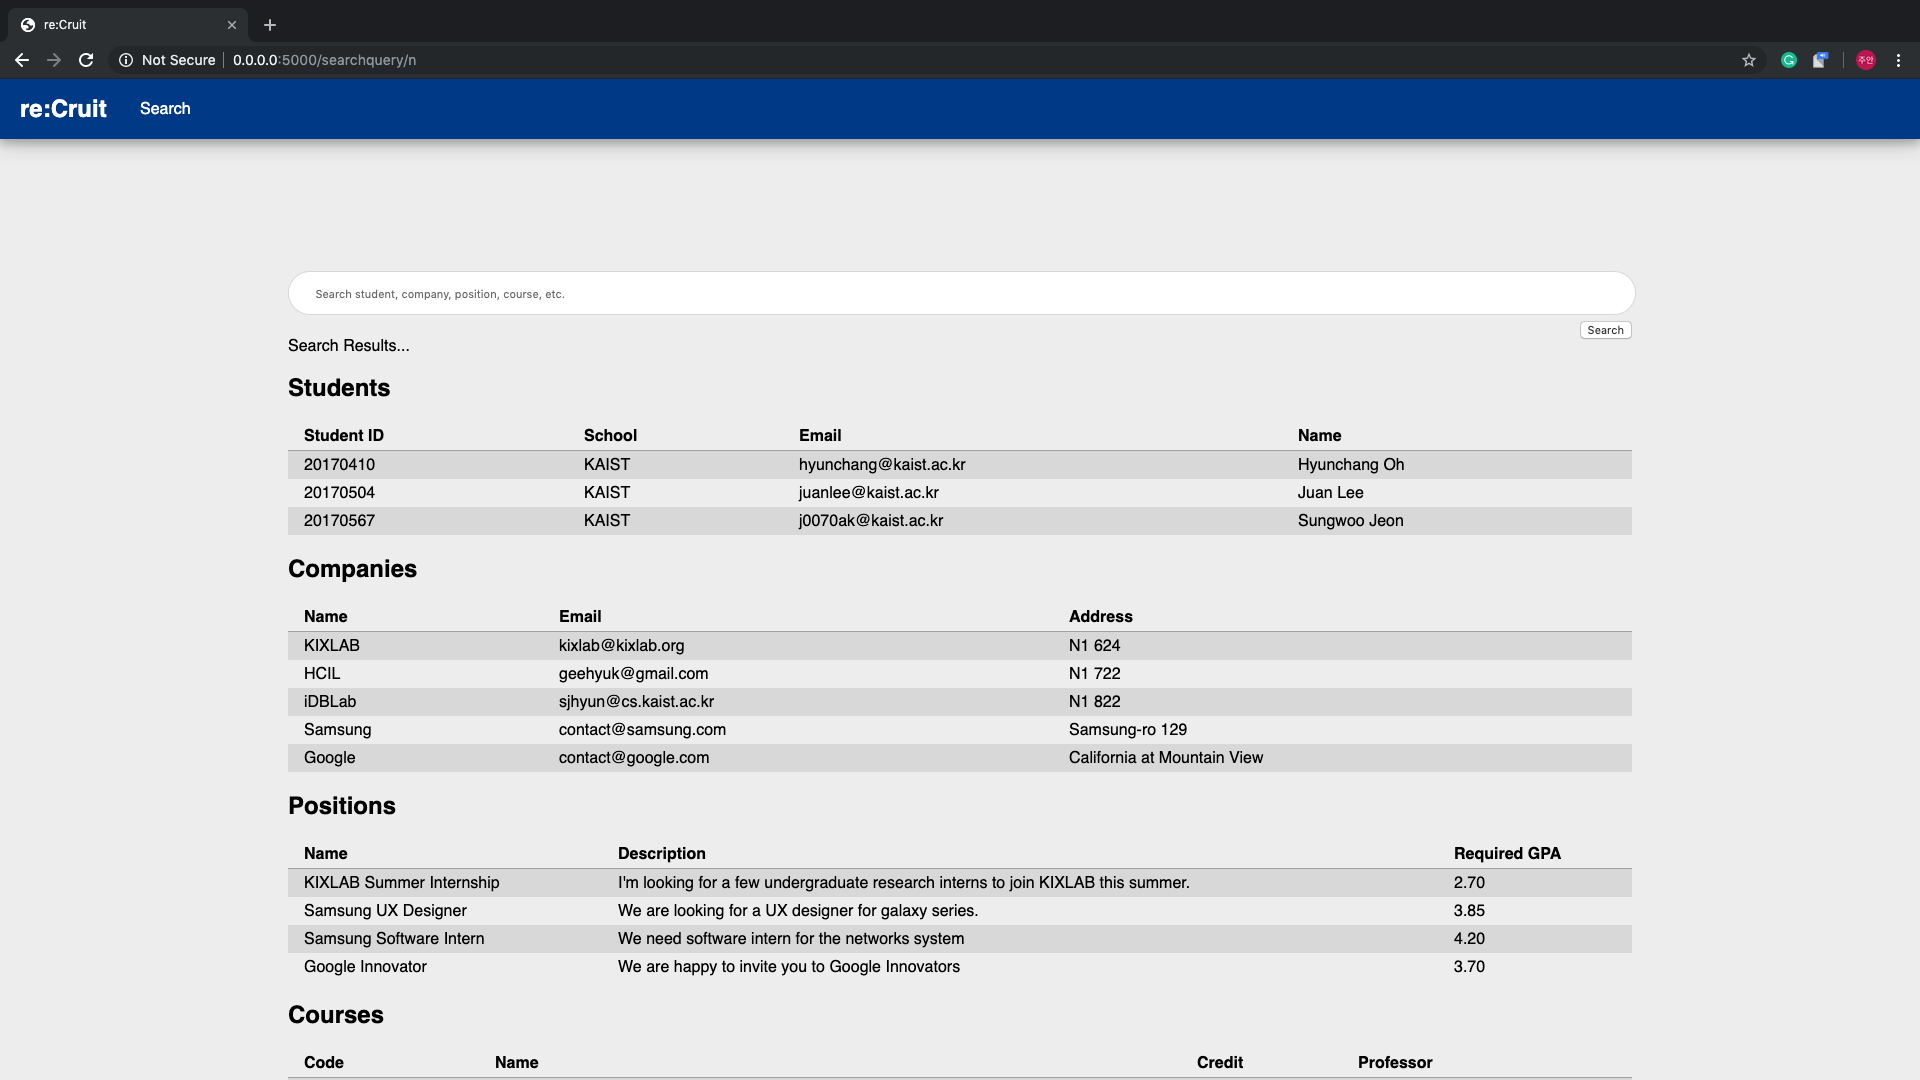 re:Cruit
Not Secure 0.0.0.0:5000/searchquery/n
주안
re:Cruit Search
Search student, company, position, course, etc.
Search
Search Results...
Students
Student ID School Email Name
20170410 KAIST hyunchang@kaist.ac.kr Hyunchang Oh
20170504 KAIST juanlee@kaist.ac.kr Juan Lee
20170567 KAIST j0070ak@kaist.ac.kr Sungwoo Jeon
Companies
Name Email Address
KIXLAB kixlab@kixlab.org N1 624
HCIL geehyuk@gmail.com N1 722
iDBLab sjhyun@cs.kaist.ac.kr N1 822
Samsung contact@samsung.com Samsung-ro 129
Google contact@google.com California at Mountain View
Positions
Name Description Required GPA
KIXLAB Summer Internship I'm looking for a few undergraduate research interns to join KIXLAB this summer. 2.70
Samsung UX Designer We are looking for a UX designer for galaxy series. 3.85
Samsung Software Intern We need software intern for the networks system 4.20
Google Innovator We are happy to invite you to Google Innovators 3.70
Courses
Code Name Credit Professor